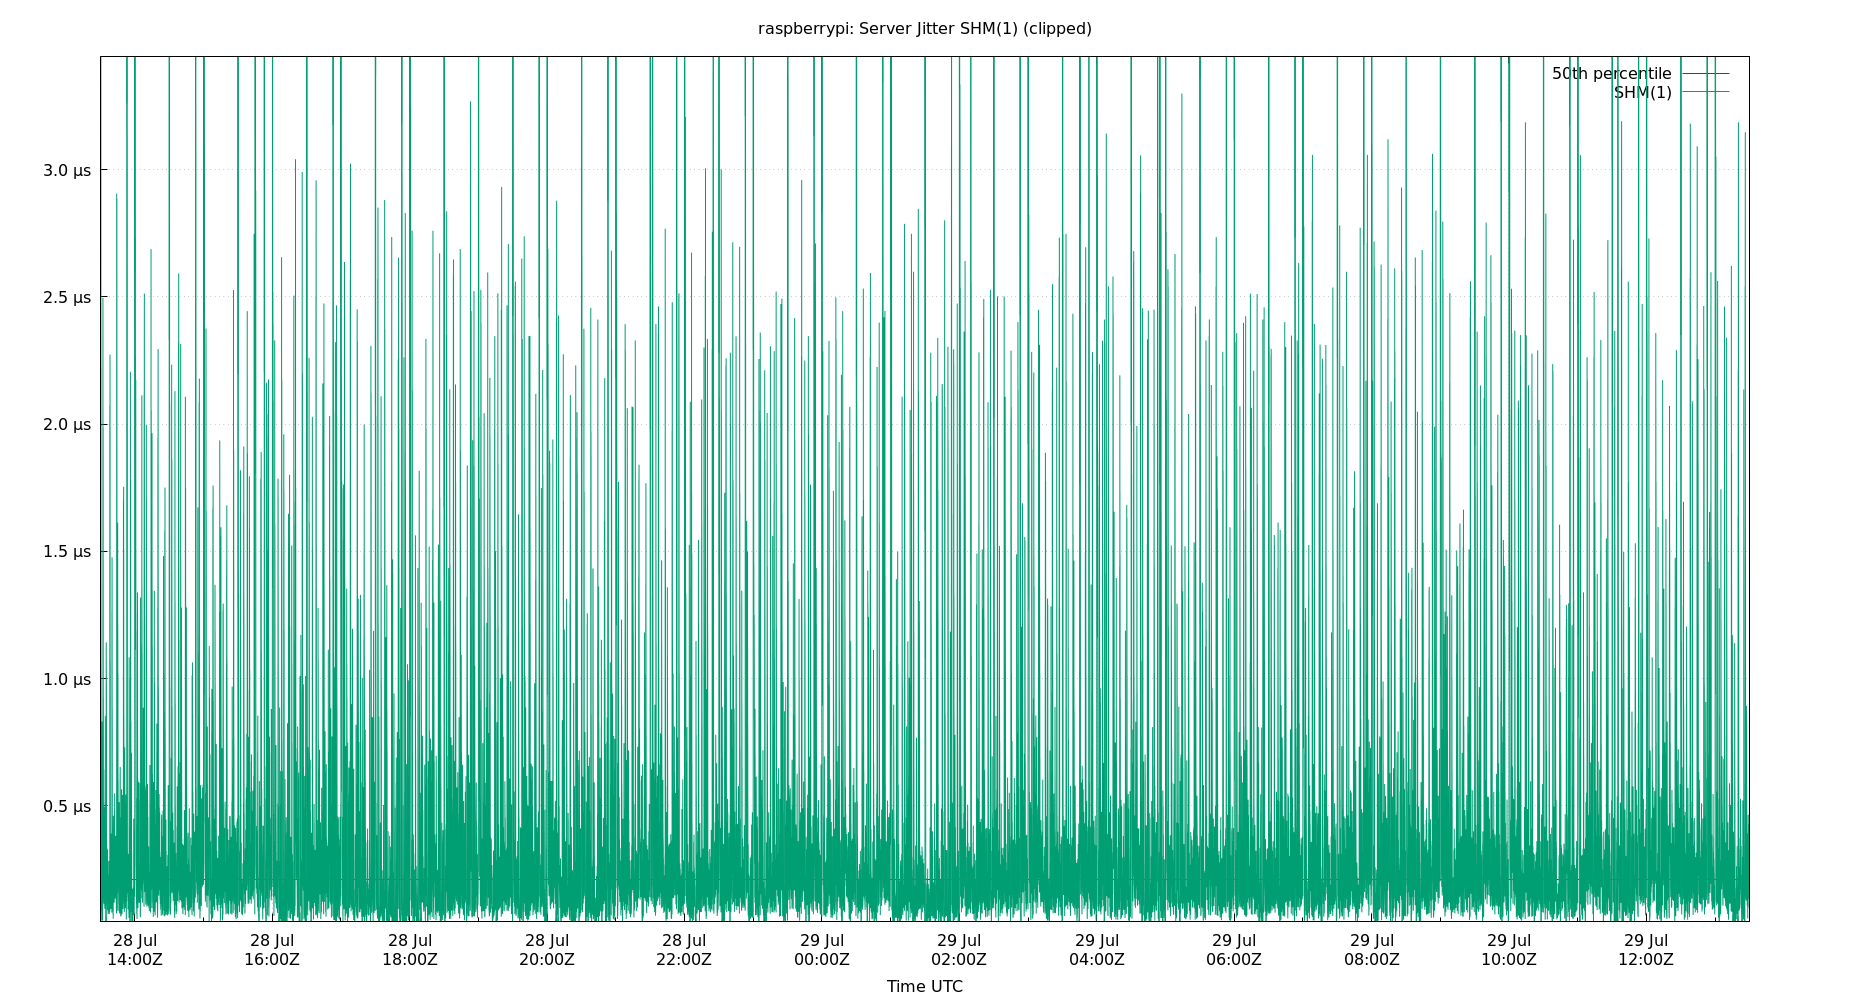 raspberrypi: Server Jitter SHM(1) (clipped)
50th percentile
SHM(1)
3.0 µs
2.5 µs
2.0 µs
1.5 µs
1.0 µs
0.5 µs
28 Jul 28 Jul 28 Jul 28 Jul 28 Jul 29 Jul 29 Jul 29 Jul 29 Jul 29 Jul 29 Jul 29 Jul
14:00Z 16:00Z 18:00Z 20:00Z 22:00Z 00:00Z 02:00Z 04:00Z 06:00Z 08:00Z 10:00Z 12:00Z
Time UTC